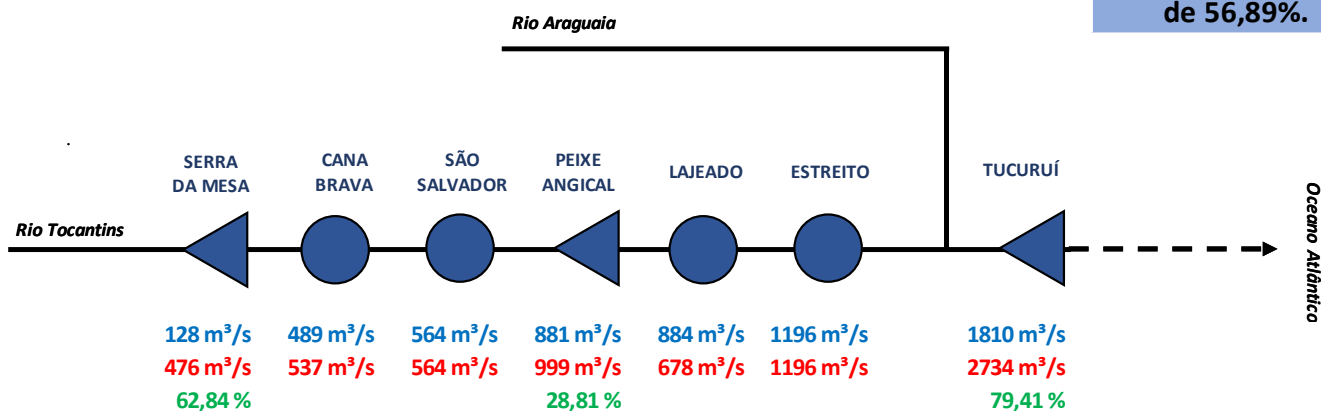 de 56,89%.
Rio Araguaia
SERRA
DA MESA
CANA
BRAVA
SÃO
SALVADOR
PEIXE
ANGICAL
LAJEADO
ESTREITO
TUCURUÍ
Rio Tocantins
Oceano Atlântico
128 m³/s 489 m³/s 564 m³/s 881 m³/s 884 m³/s 1196 m³/s 1810 m³/s
476 m³/s 537 m³/s 564 m³/s 999 m³/s 678 m³/s 1196 m³/s 2734 m³/s
62,84 % 28,81 % 79,41 %